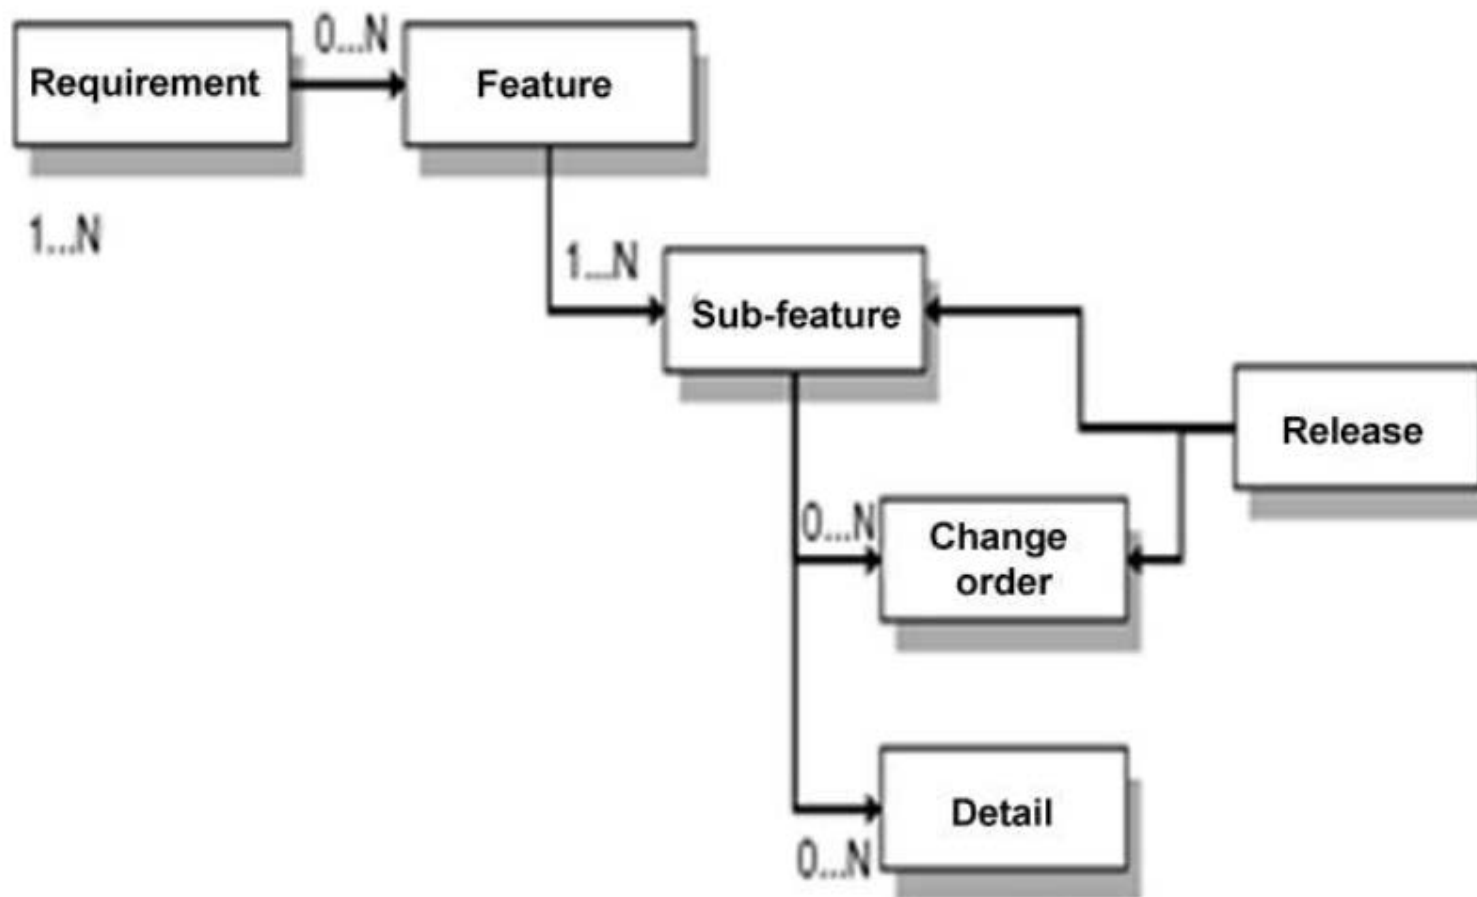 0...N
Requirement
Feature
1...N
1...N
Sub-feature
Release
0...N
Change
order
Detail
0...N